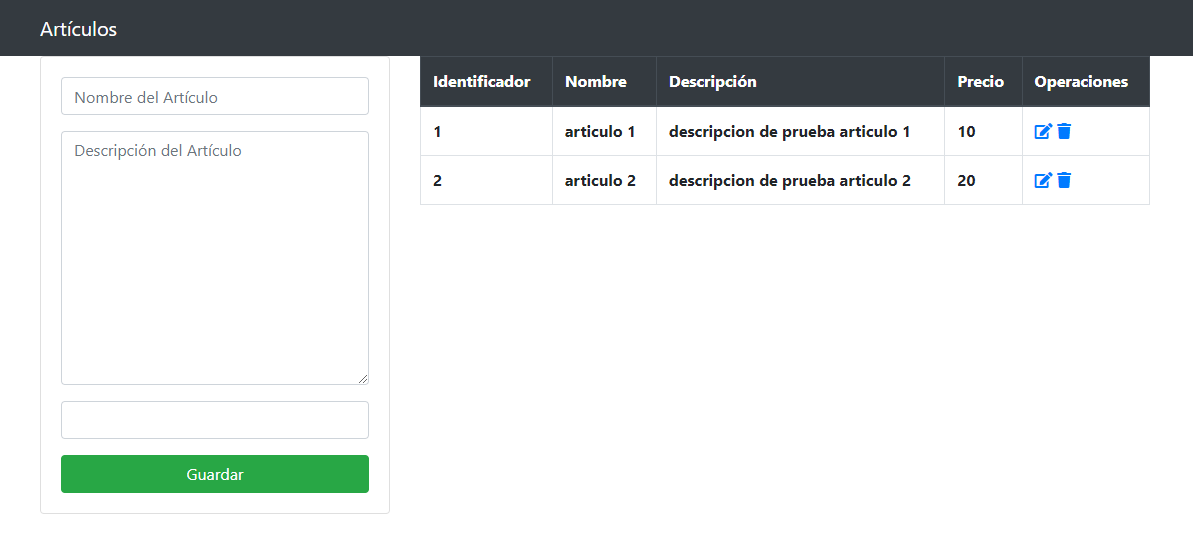 Artículos
Nombre del Artículo
Descripción del Artículo
Guardar
Identificador Nombre Descripción Precio Operaciones
1 articulo 1 descripcion de prueba articulo 1 10
2 articulo 2 descripcion de prueba articulo 2 20